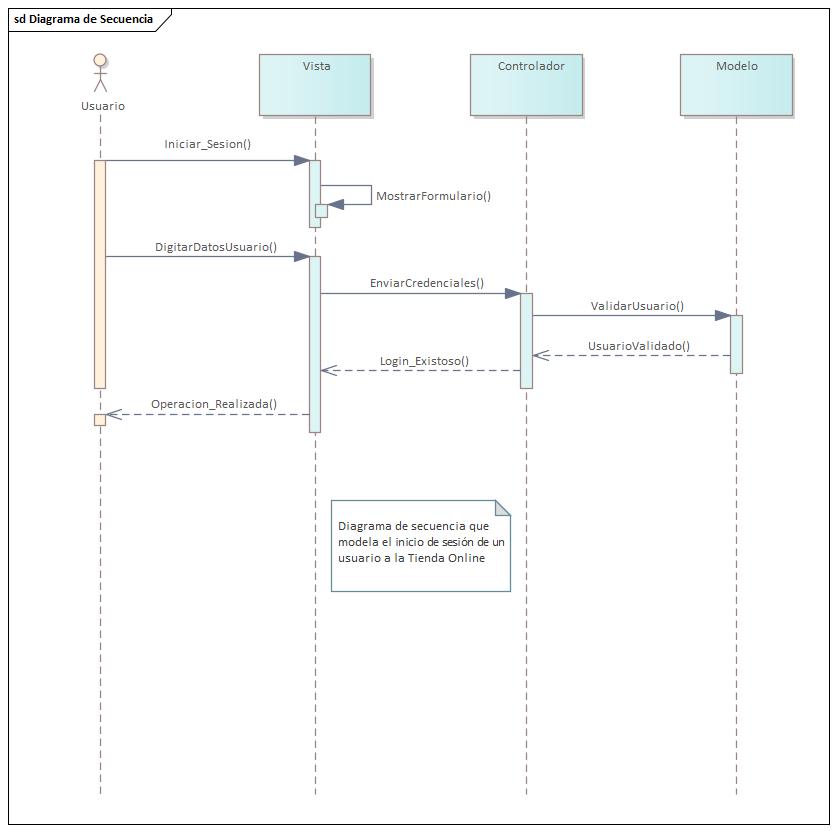 sd Diagrama de Secuencia
Usuario
Vista
Controlador
Modelo
Iniciar_Sesion()
MostrarFormulario()
DigitarDatosUsuario()
EnviarCredenciales()
ValidarUsuario()
UsuarioValidado()
Login_Existoso()
Operacion_Realizada()
Diagrama de secuencia que
modela el inicio de sesión de un
usuario a la Tienda Online